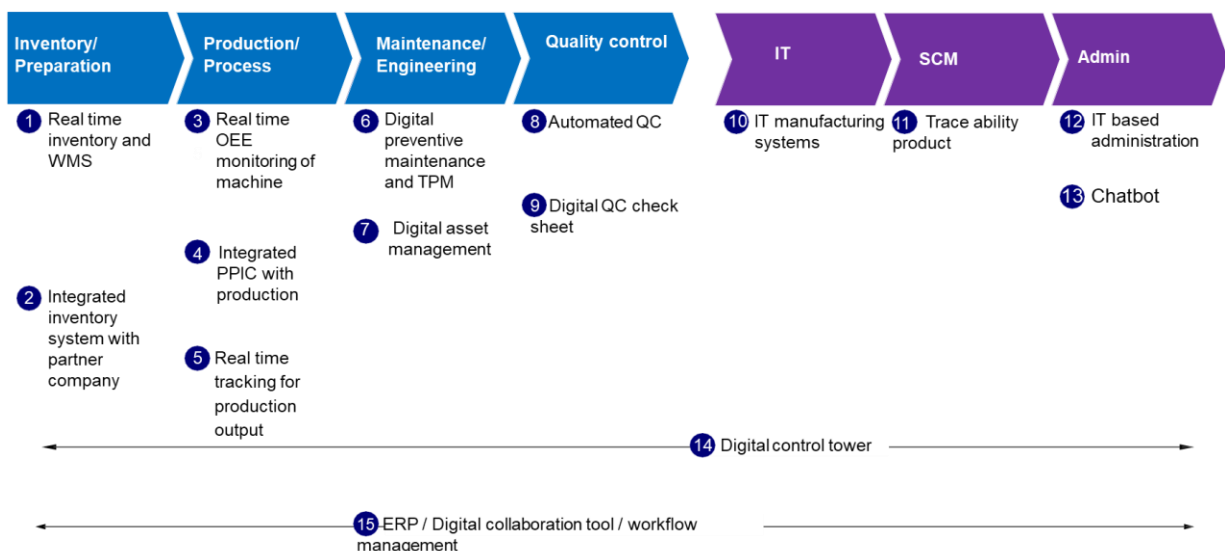 Inventory/
Preparation
Production/
Process
Maintenance/
Engineering
Quality control
IT
SCM
Admin
1 Real time
inventory and
WMS
2 Integrated
inventory
system with
partner
company
3 Real time
OEE
monitoring of
machine
4 Integrated
PPIC with
production
5 Real time
tracking for
production
output
6 Digital
preventive
maintenance
and TPM
7 Digital asset
management
8 Automated QC
9 Digital QC check
sheet
10 IT manufacturing
systems
11 Trace ability
product
12 IT based
administration
13 Chatbot
14 Digital control tower
15 ERP / Digital collaboration tool / workflow
management